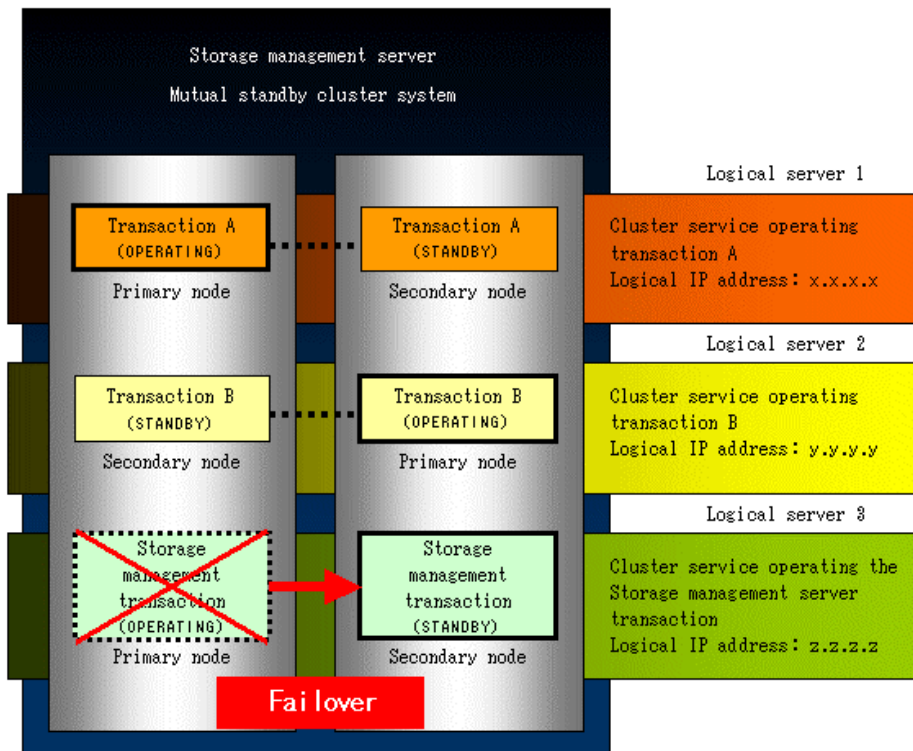 Storage management server
Mutual standby cluster system
Logical server 1
Transaction A
(OPERATING)
Primary node
Transaction A
(STANDBY)
Secondary node
Cluster service operating
transaction A
Logical IP address: x.x.x.x
Logical server 2
Transaction B
(STANDBY)
Secondary node
Transaction B
(OPERATING)
Primary node
Cluster service operating
transaction B
Logical IP address: y.y.y.y
Logical server 3
Storage
management
transaction
(OPERATING)
Primary node
Storage
management
transaction
(STANDBY)
Secondary node
Cluster service operating the
Storage management server
transaction
Logical IP address: z.z.z.z
Failover